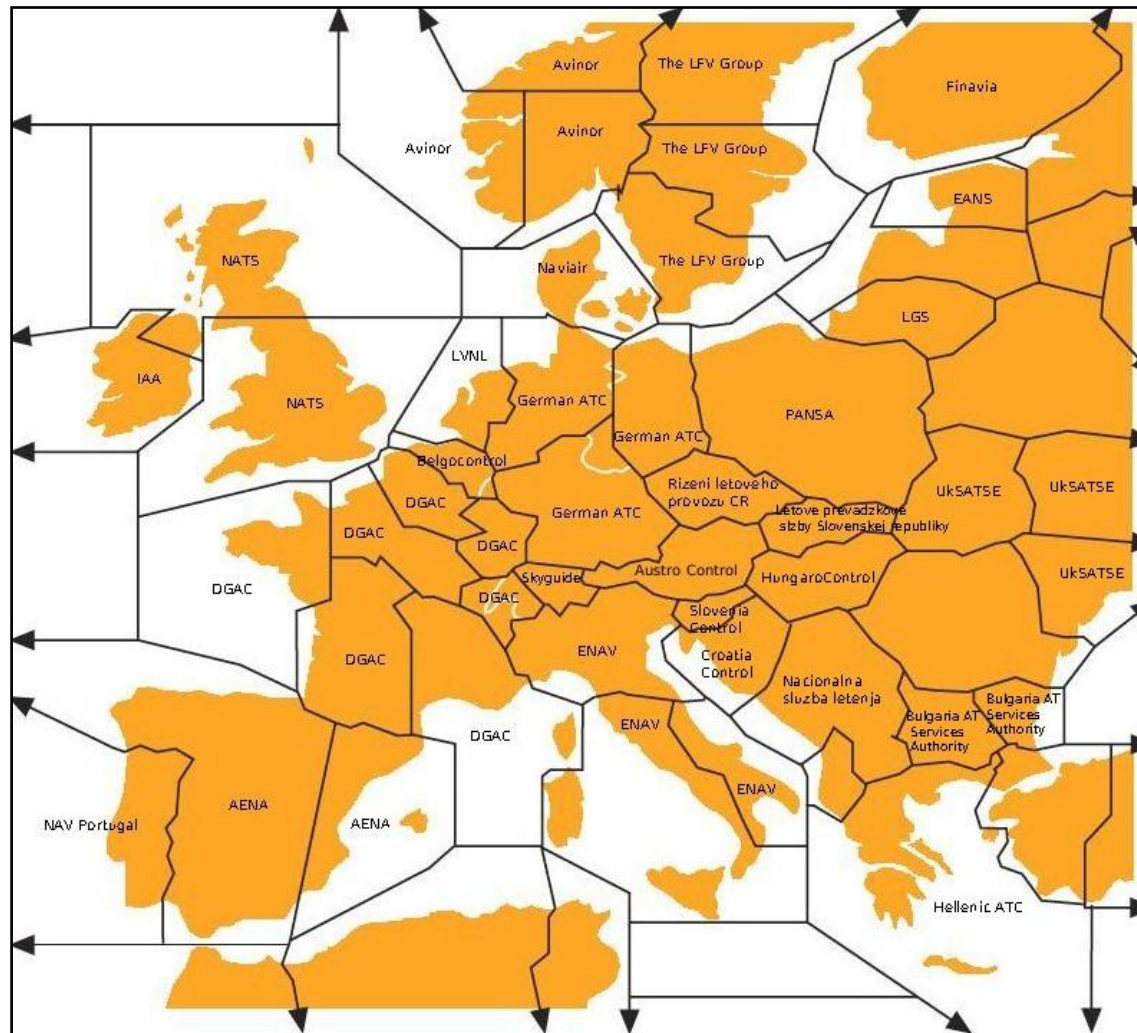 Avinor
The LFV Group
Finavia
Avinor
Avinor
The LFV Group
EANS
NATS
Naviair
The LFV Group
LGS
LVNL
IAA
NATS
German ATC
PANSA
German ATC
Belgocontrol
Rizeni letoveho
provozu CR
UkSATSE
UkSATSE
DGAC
German ATC
Letove prevadzkove
slzby Slovenskej republiky
DGAC
DGAC
Austro Control
HungaroControl
UkSATSE
Skyguide
DGAC
DGAC
Slovenia
Control
ENAV
Croatia
Control
DGAC
Nacionalna
Sluzba letenja
Bulgaria AT
Services
Authority
Bulgaria AT
Services
Authority
DGAC
ENAV
ENAV
AENA
AENA
NAV Portugal
Hellenic ATC